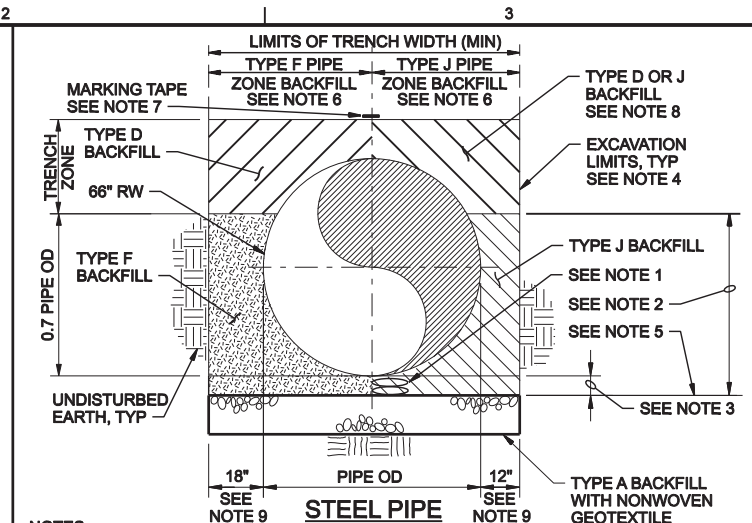 2
3
LIMITS OF TRENCH WIDTH (MIN)
TYPE F PIPE
ZONE BACKFILL
SEE NOTE 6
TYPE J PIPE
ZONE BACKFILL
SEE NOTE 6
MARKING TAPE
SEE NOTE 7
TYPE D OR J
BACKFILL
SEE NOTE 8
TRENCH
ZONE
TYPE D
BACKFILL
EXCAVATION
LIMITS, TYP
SEE NOTE 4
66" RW
0.7 PIPE OD
TYPE F
BACKFILL
TYPE J BACKFILL
SEE NOTE 1
SEE NOTE 2
SEE NOTE 5
UNDISTURBED
EARTH, TYP
SEE NOTE 3
18"
SEE
NOTE 9
PIPE OD
12"
SEE
NOTE 9
TYPE A BACKFILL
WITH NONWOVEN
GEOTEXTILE
STEEL PIPE
NOTES